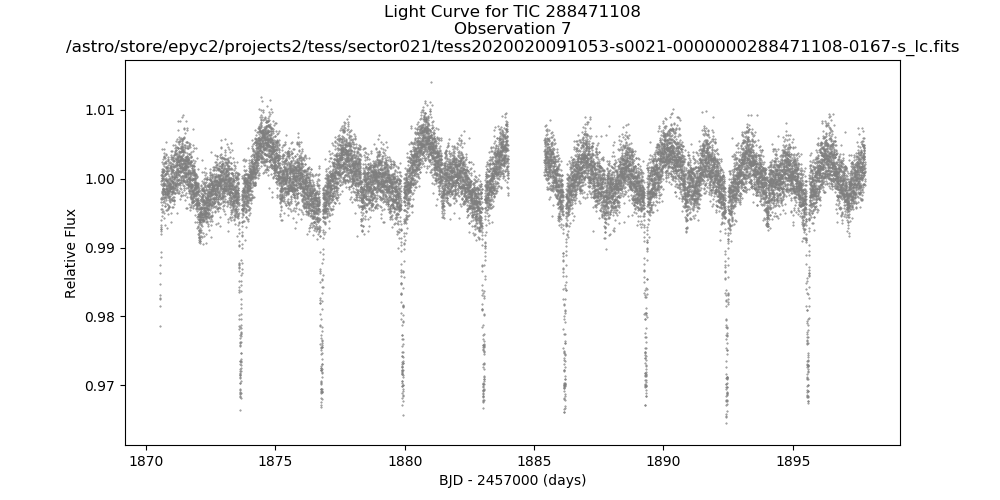 Light Curve for TIC 288471108
Observation 7
/astro/store/epyc2/projects2/tess/sector021/tess2020020091053-s0021-0000000288471108-0167-s_lc.fits
1.01
1.00
0.99
0.98
0.97
Relative Flux
1870
1875
1880
1885
1890
1895
BJD - 2457000 (days)